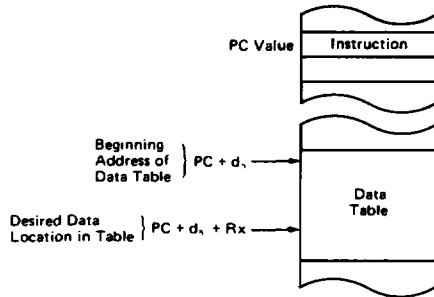 PC Value
Instruction
Beginning
Address of
Data Table
} PC + d
Data
Table
Desired Data
Location in Table
} PC + d + Rx